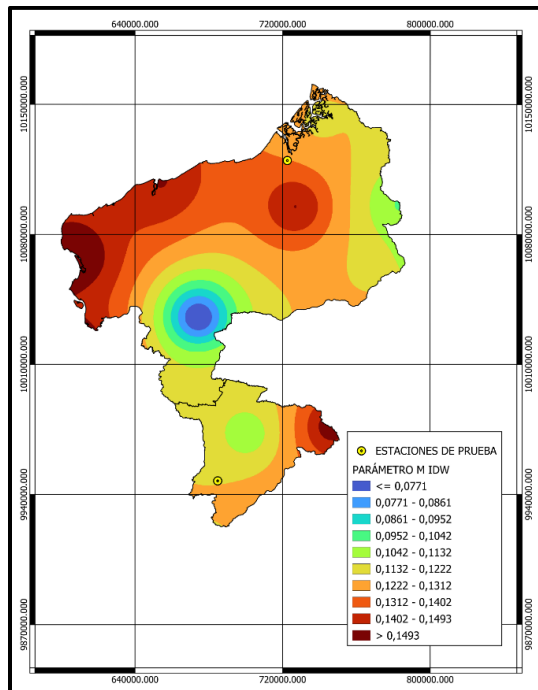 640000.000 720000.000 800000.000
10150000.000 10150000.000
10080000.000 10080000.000
10010000.000 10010000.000
9940000.000 9940000.000
9870000.000 9870000.000
ESTACIONES DE PRUEBA
PARÁMETRO M IDW
<= 0,0771
0,0771 - 0,0861
0,0861 - 0,0952
0,0952 - 0,1042
0,1042 - 0,1132
0,1132 - 0,1222
0,1222 - 0,1312
0,1312 - 0,1402
0,1402 - 0,1493
> 0,1493
640000.000 720000.000 800000.000